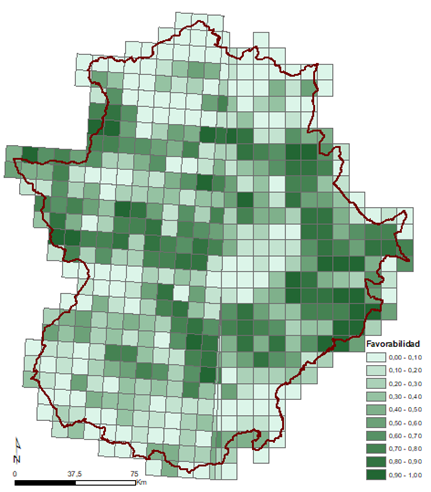 Favorabilidad
0,00 - 0,10
0,10 - 0,20
0,20 - 0,30
0,30 - 0,40
0,40 - 0,50
0,50 - 0,60
0,60 - 0,70
0,70 - 0,80
0,80 - 0,90
0,90 - 1,00
N
0 37.5 75
Km